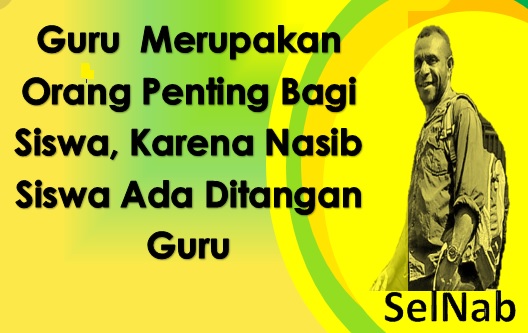 Guru Merupakan
Orang Penting Bagi
Siswa, Karena Nasib
Siswa Ada Ditangan
Guru
SelNab